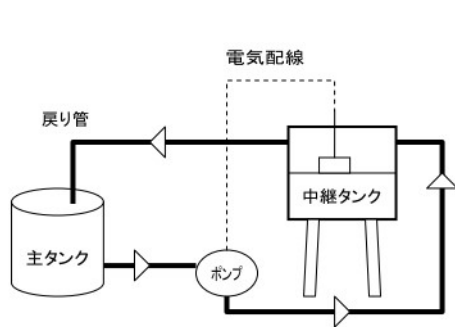 電気配線
戻り管
中継タンク
主タンク
ポンプ